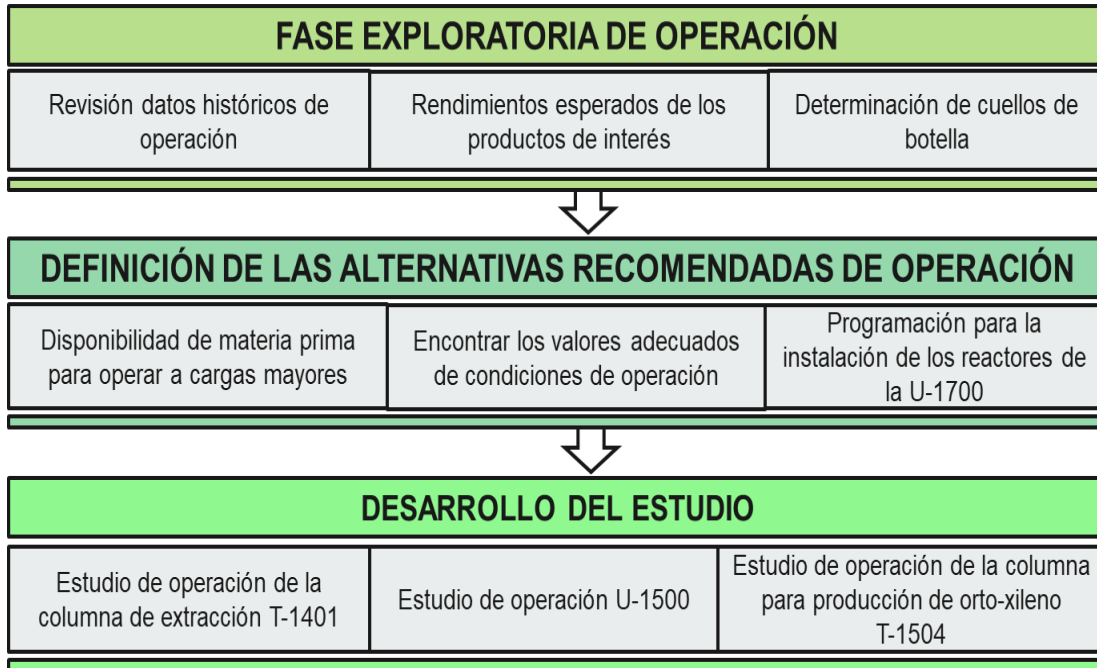 FASE EXPLORATORIA DE OPERACIÓN
Revisión datos históricos de
operación
Rendimientos esperados de los
productos de interés
Determinación de cuellos de
botella
DEFINICIÓN DE LAS ALTERNATIVAS RECOMENDADAS DE OPERACIÓN
Disponibilidad de materia prima
para operar a cargas mayores
Encontrar los valores adecuados
de condiciones de operación
Programación para la
instalación de los reactores de
la U-1700
DESARROLLO DEL ESTUDIO
Estudio de operación de la
columna de extracción T-1401
Estudio de operación U-1500
Estudio de operación de la columna
para producción de orto-xileno
T-1504